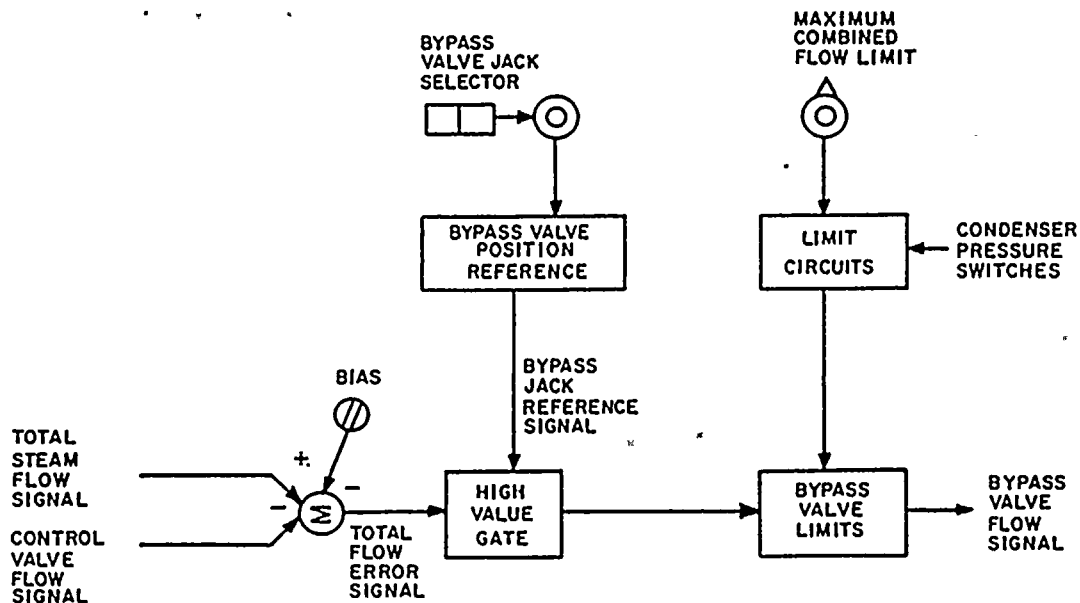 BYPASS
VALVE JACK
SELECTOR
MAXIMUM
COMBINED
FLOW LIMIT
BYPASS VALVE
POSITION
REFERENCE
LIMIT
CIRCUITS
CONDENSER
PRESSURE
SWITCHES
BYPASS
JACK
REFERENCE
SIGNAL
BIAS
TOTAL
STEAM
FLOW
SIGNAL
+
-
-
M
CONTROL
VALVE
FLOW
SIGNAL
TOTAL
FLOW
ERROR
SIGNAL
HIGH
VALUE
GATE
BYPASS
VALVE
LIMITS
BYPASS
VALVE
FLOW
SIGNAL